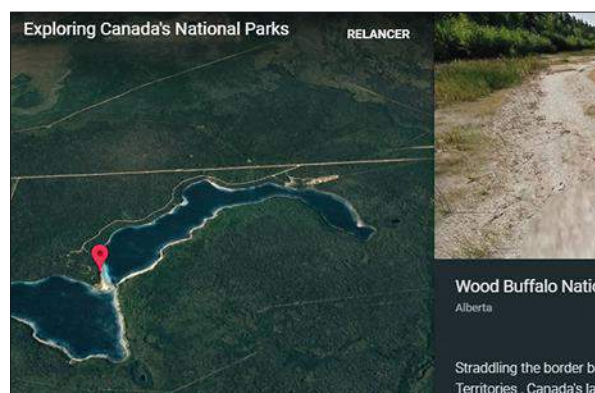 Exploring Canada's National Parks
RELANCER
Wood Buffalo Natio
Alberta
Straddling the border b
Territories , Canada's la